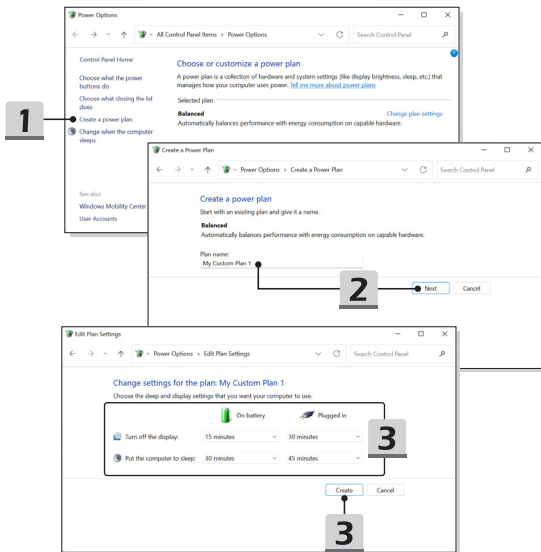 Power Options
All Control Panel Items › Power Options
Search Control Panel
Control Panel Home
Choose what the power
buttons do
Choose what closing the lid
does
Create a power plan
Change when the computer
sleeps
See also
Windows Mobility Center
User Accounts
Choose or customize a power plan
A power plan is a collection of hardware and system settings (like display brightness, sleep, etc.) that
manages how your computer uses power. Tell me more about power plans
Selected plan
Balanced
Change plan settings
Automatically balances performance with energy consumption on capable hardware.
1
Create a Power Plan
Power Options › Create a Power Plan
Search Control Panel
Create a power plan
Start with an existing plan and give it a name.
Balanced
Automatically balances performance with energy consumption on capable hardware.
Plan name:
My Custom Plan 1
2
Next
Cancel
Edit Plan Settings
Power Options › Edit Plan Settings
Search Control Panel
Change settings for the plan: My Custom Plan 1
Choose the sleep and display settings that you want your computer to use.
On battery
Plugged in
Turn off the display: 15 minutes 30 minutes
Put the computer to sleep: 30 minutes 45 minutes
3
Create
Cancel
3